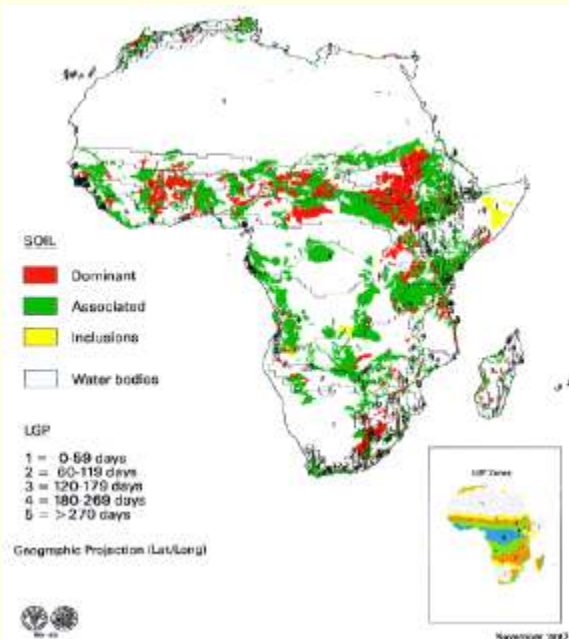 SOIL
Dominant
Associated
Inclusions
Water bodies
LGP
1 = 0-59 days
2 = 60-119 days
3 = 120-179 days
4 = 180-269 days
5 = >270 days
Geographic Projection (Lat/Long)
LGP Zones
November